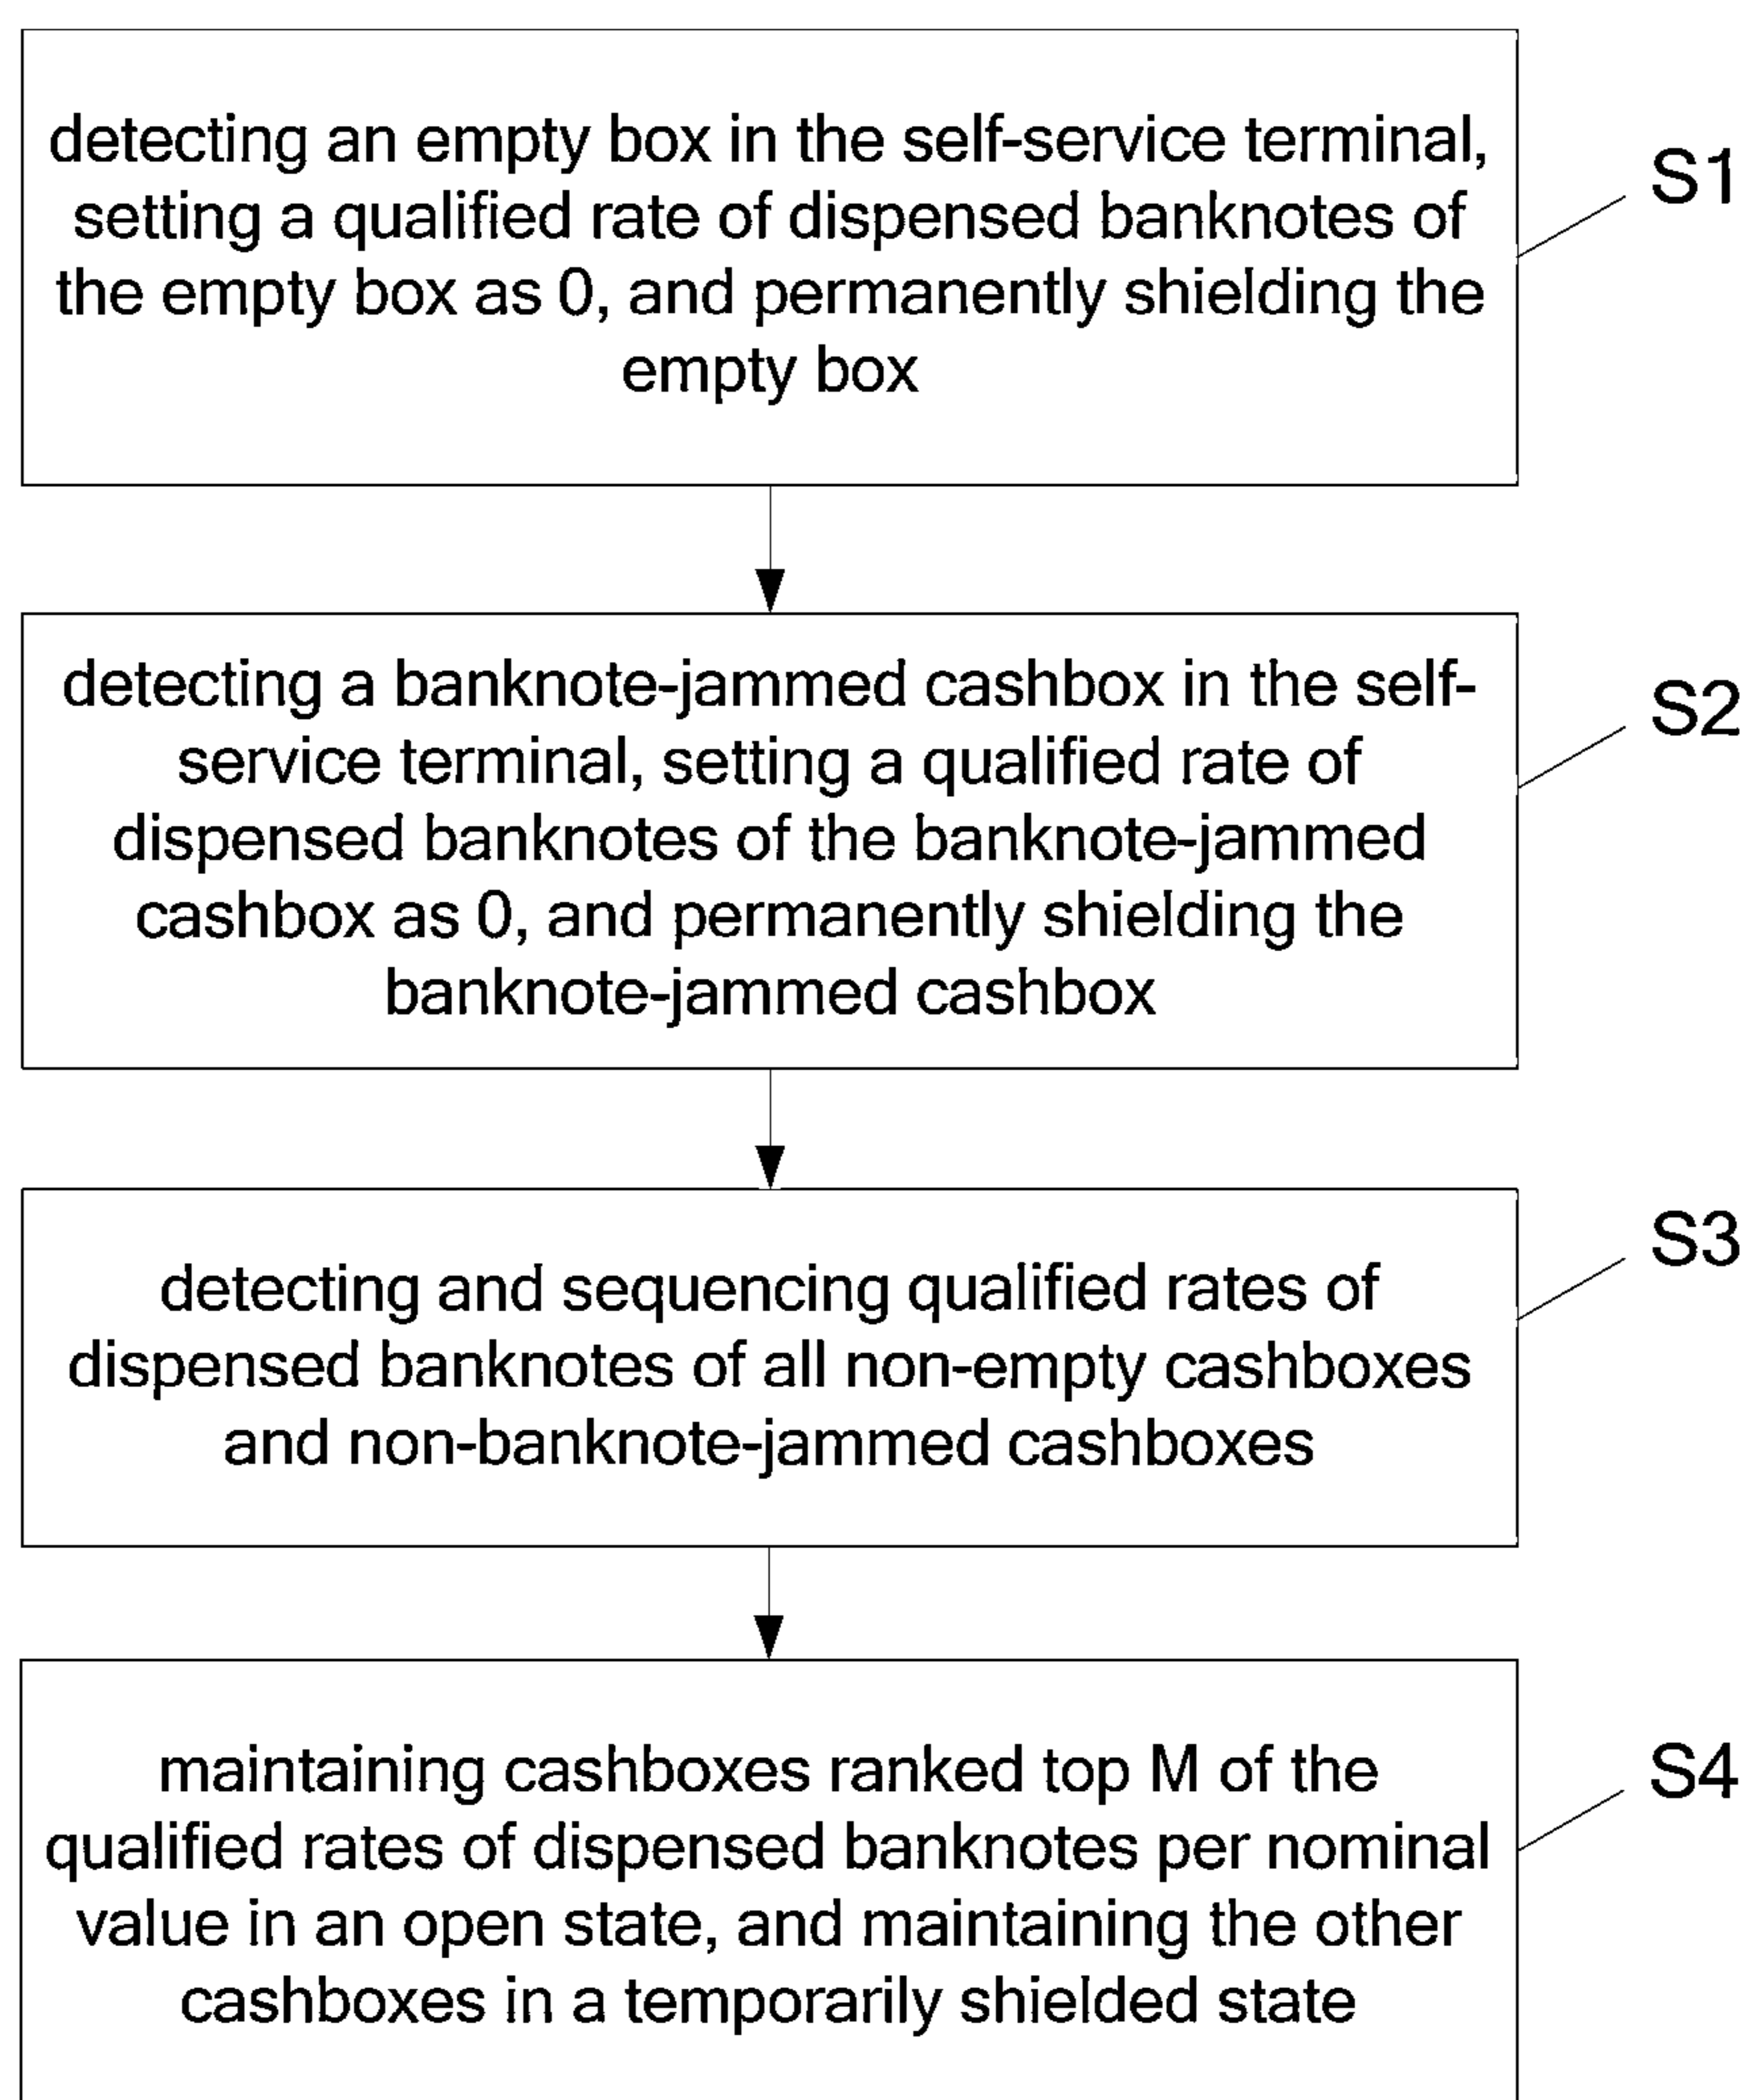 detecting an empty box in the self-service terminal,
setting a qualified rate of dispensed banknotes of
the empty box as 0, and permanently shielding the
empty box
S1
detecting a banknote-jammed cashbox in the self-
service terminal, setting a qualified rate of
dispensed banknotes of the banknote-jammed
cashbox as 0, and permanently shielding the
banknote-jammed cashbox
S2
detecting and sequencing qualified rates of
dispensed banknotes of all non-empty cashboxes
and non-banknote-jammed cashboxes
S3
maintaining cashboxes ranked top M of the
qualified rates of dispensed banknotes per nominal
value in an open state, and maintaining the other
cashboxes in a temporarily shielded state
S4